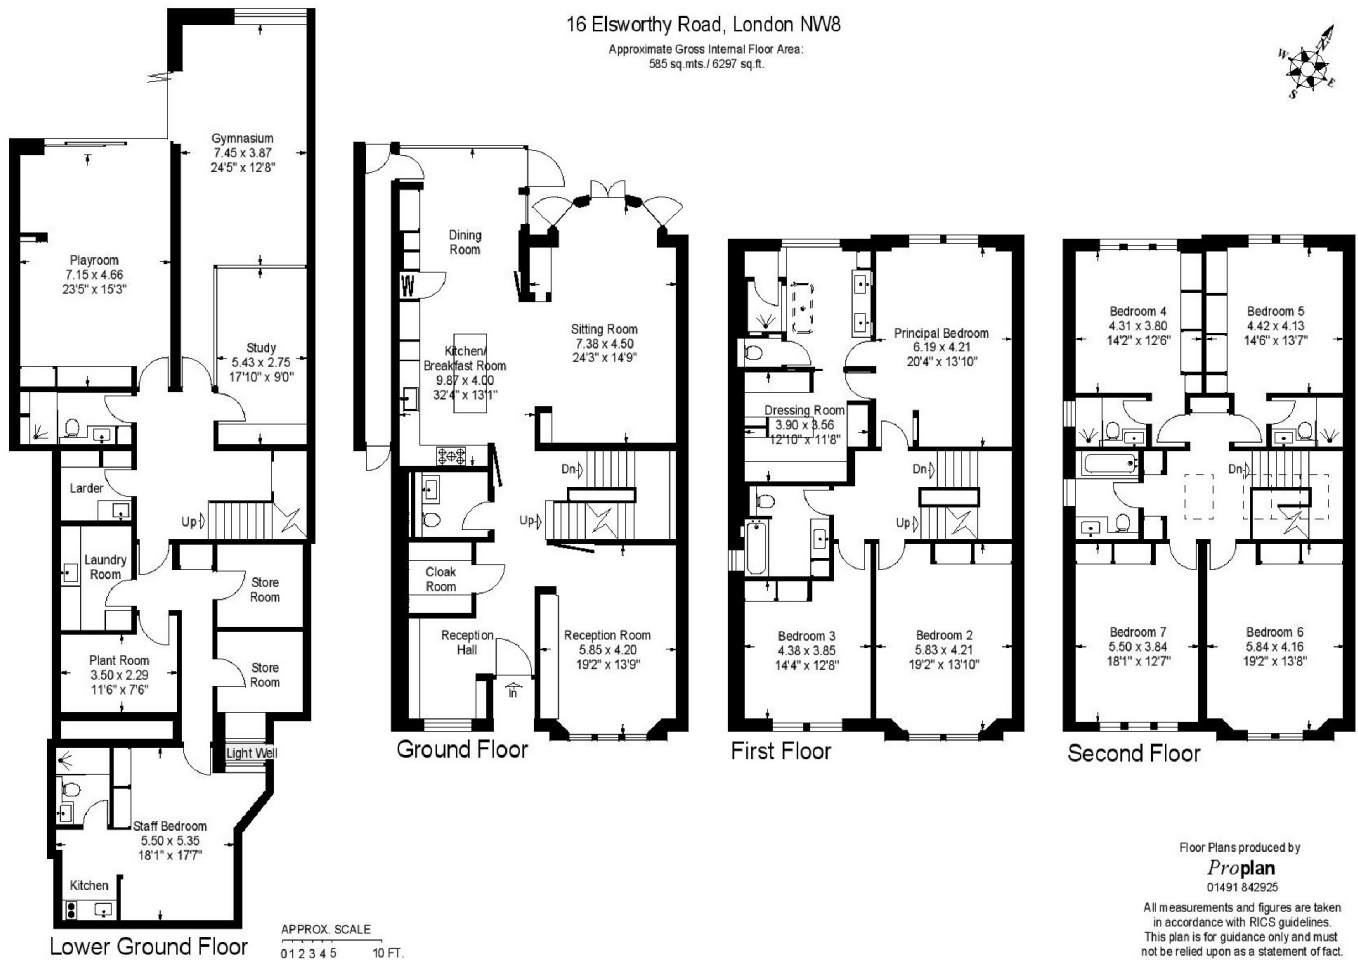 16 Elsworthy Road, London NW8
Approximate Gross Internal Floor Area:
585 sq.mts./ 6297 sq.ft.
N
W
E
S
Gymnasium
7.45 x 3.87
24'5" x 12'8"
Playroom
7.15 x 4.66
23'5" x 15'3"
Study
5.43 x 2.75
17'10" x 9'0"
Larder
Up
Laundry
Room
Store
Room
Plant Room
3.50 x 2.29
11'6" x 7'6"
Store
Room
Light Well
Staff Bedroom
5.50 x 5.35
18'1" x 17'7"
Kitchen
Lower Ground Floor
APPROX. SCALE
0 1 2 3 4 5 10 FT.
Dining
Room
W
Sitting Room
7.38 x 4.50
24'3" x 14'9"
Kitchen/
Breakfast Room
9.87 x 4.00
32'4" x 13'1"
Dn
Up
Cloak
Room
Reception
Hall
Reception Room
5.85 x 4.20
19'2" x 13'9"
In
Ground Floor
Principal Bedroom
6.19 x 4.21
20'4" x 13'10"
Dressing Room
3.90 x 3.56
12'10" x 11'8"
Dn
Up
Bedroom 3
4.38 x 3.85
14'4" x 12'8"
Bedroom 2
5.83 x 4.21
19'2" x 13'10"
First Floor
Bedroom 4
4.31 x 3.80
14'2" x 12'6"
Bedroom 5
4.42 x 4.13
14'6" x 13'7"
Dn
Bedroom 7
5.50 x 3.84
18'1" x 12'7"
Bedroom 6
5.84 x 4.16
19'2" x 13'8"
Second Floor
Floor Plans produced by
Proplan
01491 842925
All measurements and figures are taken
in accordance with RICS guidelines.
This plan is for guidance only and must
not be relied upon as a statement of fact.